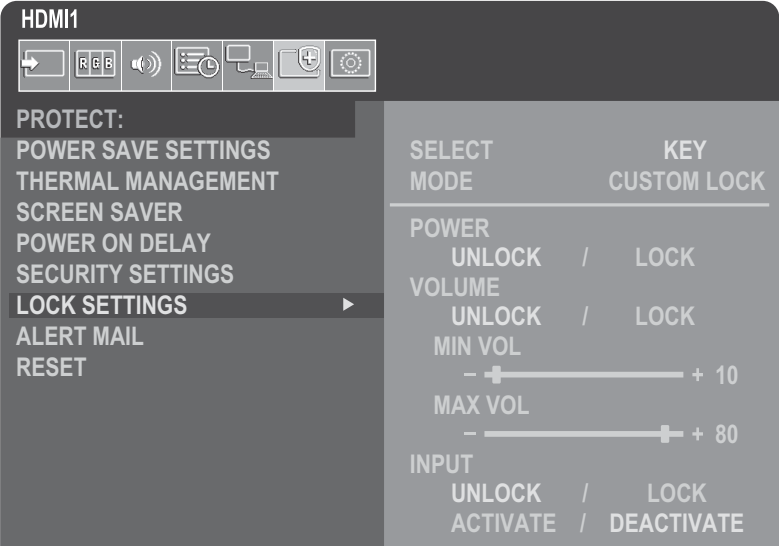 HDMI1
RGB
PROTECT:
POWER SAVE SETTINGS
THERMAL MANAGEMENT
SCREEN SAVER
POWER ON DELAY
SECURITY SETTINGS
LOCK SETTINGS
ALERT MAIL
RESET
SELECT KEY
MODE CUSTOM LOCK
POWER
UNLOCK / LOCK
VOLUME
UNLOCK / LOCK
MIN VOL
- + 10
MAX VOL
- + 80
INPUT
UNLOCK / LOCK
ACTIVATE / DEACTIVATE